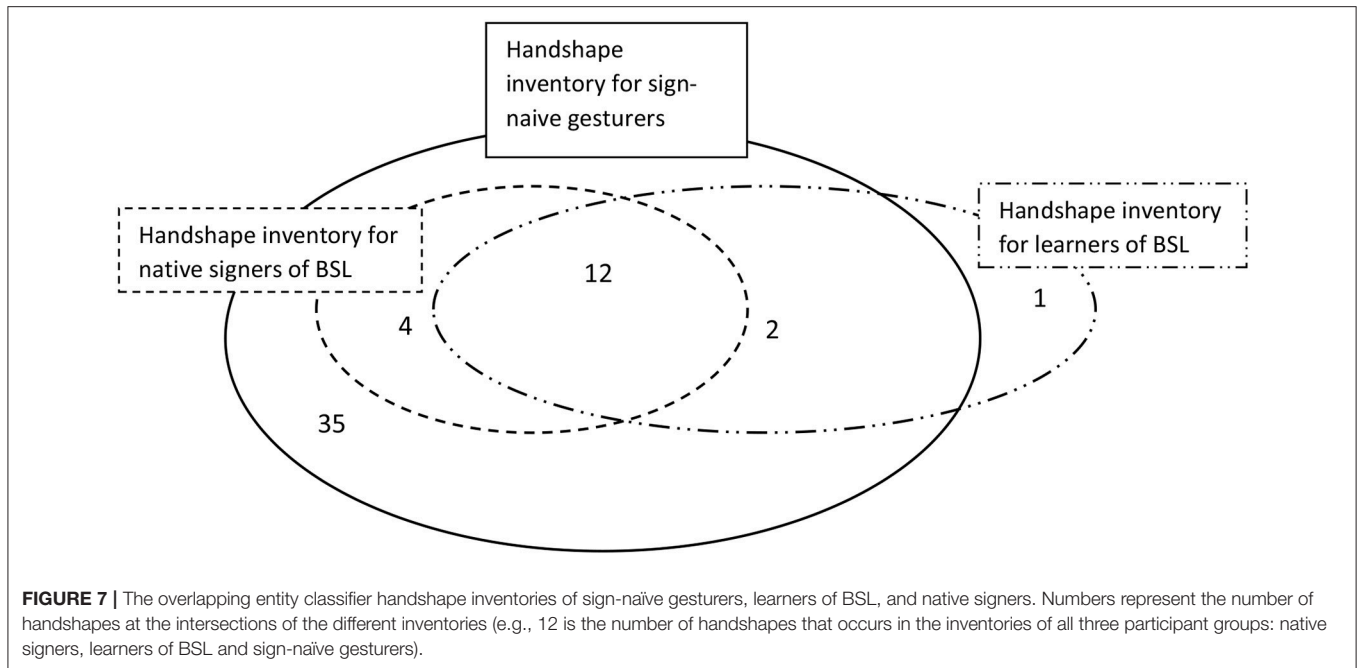 Handshape
inventory for sign-
naive gesturers
Handshape inventory for
native signers of BSL
Handshape inventory
for learners of BSL
12
1
4
2
35
FIGURE 7 | The overlapping entity classifier handshape inventories of sign-naïve gesturers, learners of BSL, and native signers. Numbers represent the number of
handshapes at the intersections of the different inventories (e.g., 12 is the number of handshapes that occurs in the inventories of all three participant groups: native
signers, learners of BSL and sign-naïve gesturers).